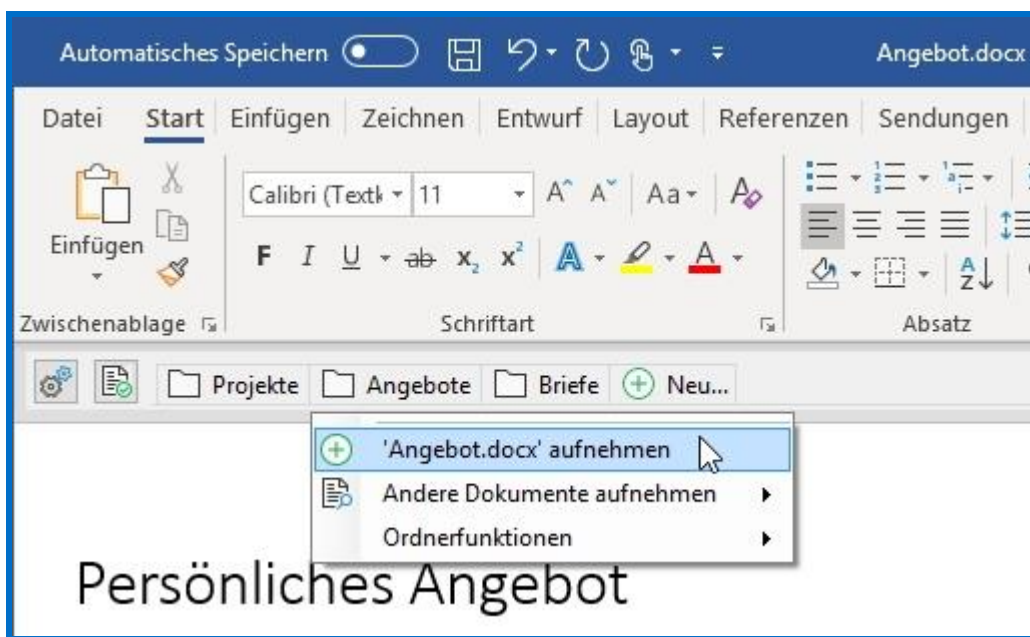 Automatisches Speichern Angebot.docx
Datei Start Einfügen Zeichnen Entwurf Layout Referenzen Sendungen
Einfügen
Calibri (Textk 11 A A Aa A
F I U ab x2 x2 A A
A
Z
Zwischenablage Schriftart Absatz
Projekte Angebote Briefe Neu...
'Angebot.docx' aufnehmen
Andere Dokumente aufnehmen
Ordnerfunktionen
Persönliches Angebot